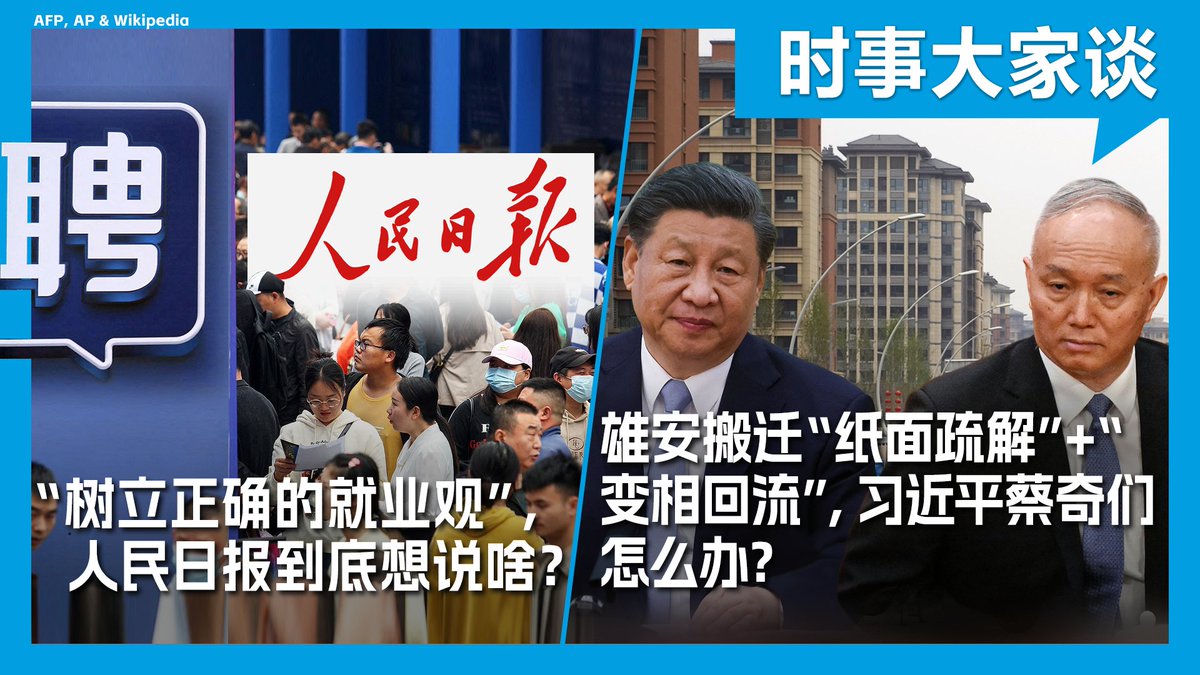 AFP, AP & Wikipedia
时事大家谈
聘
人民日报
“树立正确的就业观”,
人民日报到底想说啥?
雄安搬迁“纸面疏解”+“
变相回流”, 习近平蔡奇们
怎么办?